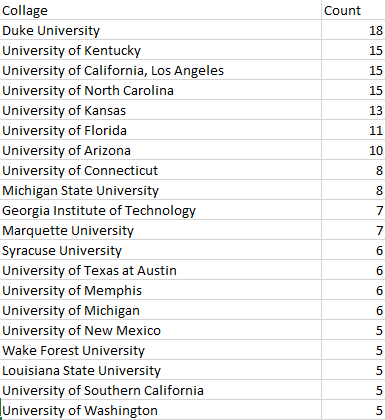 Collage Count
Duke University 18
University of Kentucky 15
University of California, Los Angeles 15
University of North Carolina 15
University of Kansas 13
University of Florida 11
University of Arizona 10
University of Connecticut 8
Michigan State University 8
Georgia Institute of Technology 7
Marquette University 7
Syracuse University 6
University of Texas at Austin 6
University of Memphis 6
University of Michigan 6
University of New Mexico 5
Wake Forest University 5
Louisiana State University 5
University of Southern California 5
University of Washington 5